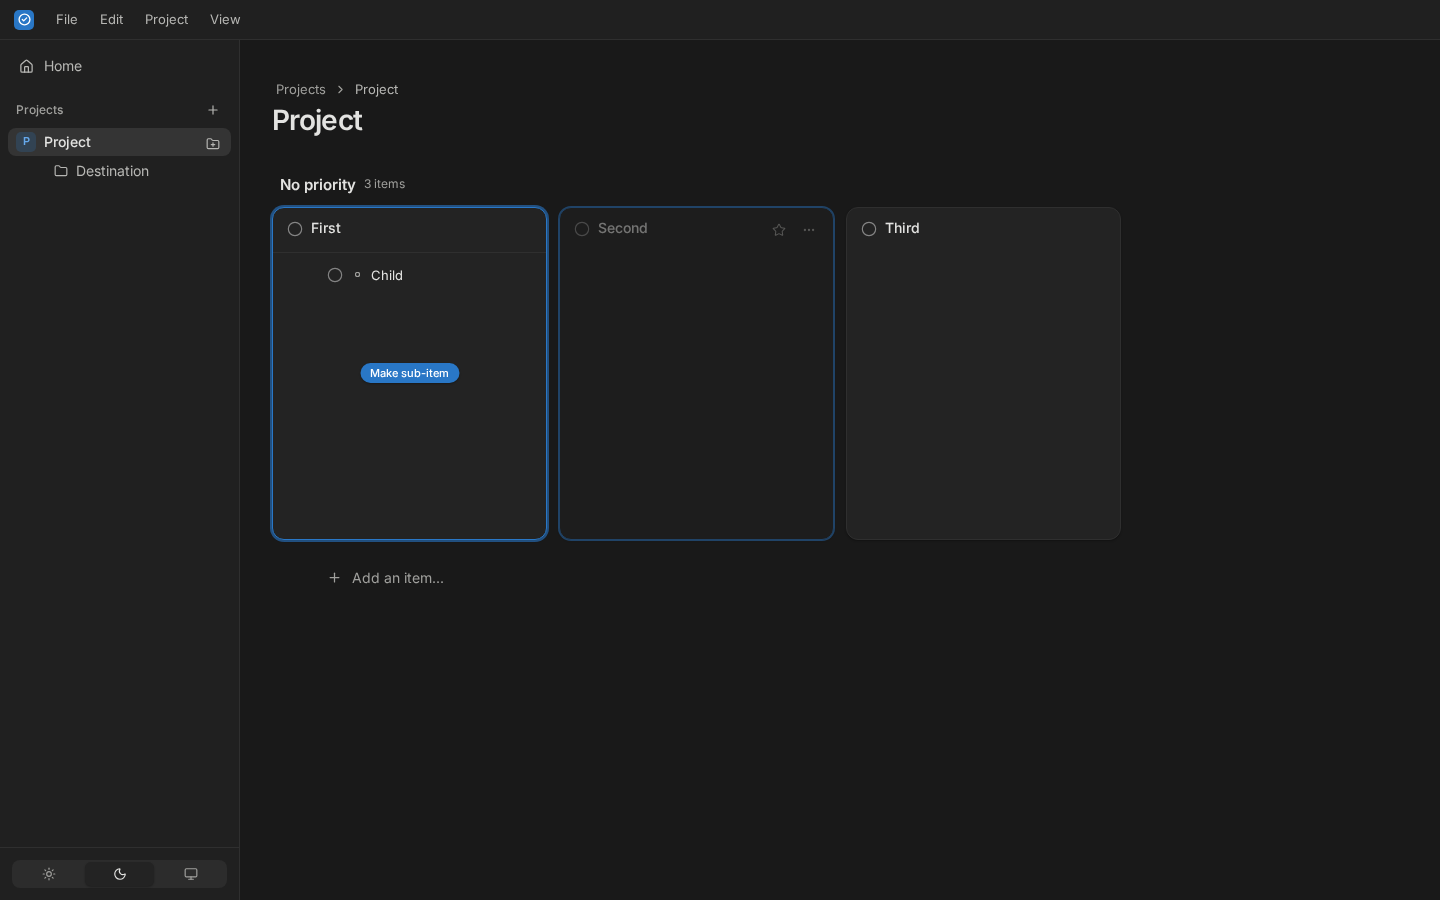 File Edit Project View
Home
Projects
P Project
Destination
Projects Project
Project
No priority 3 items
First
Child
Make sub-item
Second
Third
Add an item...